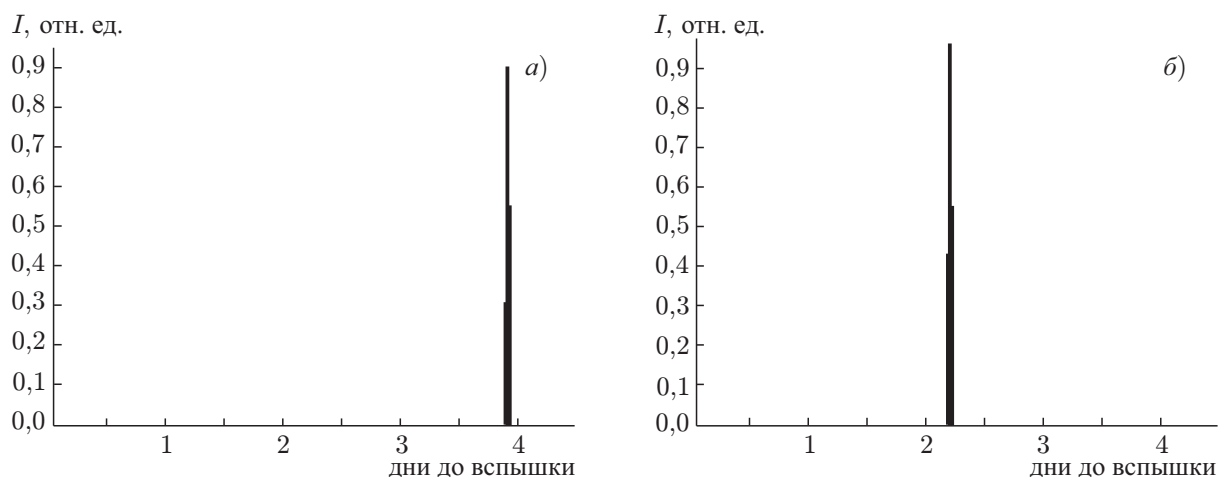 I, отн. ед.
0,9
0,8
0,7
0,6
0,5
0,4
0,3
0,2
0,1
0,0
а)
1 2 3 4
дни до вспышки
I, отн. ед.
0,9
0,8
0,7
0,6
0,5
0,4
0,3
0,2
0,1
0,0
б)
1 2 3 4
дни до вспышки